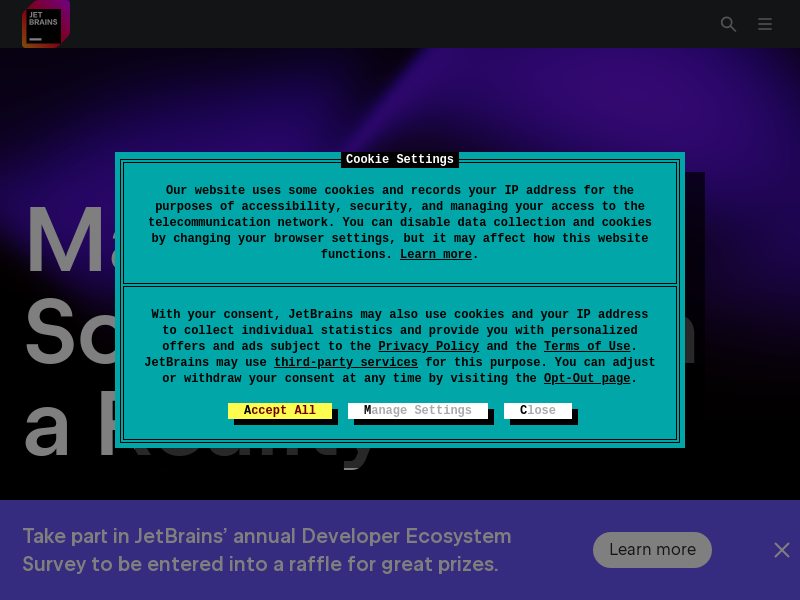 JET
BRAINS
Cookie Settings
Our website uses some cookies and records your IP address for the
purposes of accessibility, security, and managing your access to the
telecommunication network. You can disable data collection and cookies
by changing your browser settings, but it may affect how this website
functions. Learn more.
With your consent, JetBrains may also use cookies and your IP address
to collect individual statistics and provide you with personalized
offers and ads subject to the Privacy Policy and the Terms of Use.
JetBrains may use third-party services for this purpose. You can adjust
or withdraw your consent at any time by visiting the Opt-Out page.
Accept All Manage Settings Close
a Reality
Take part in JetBrains’ annual Developer Ecosystem
Survey to be entered into a raffle for great prizes.
Learn more